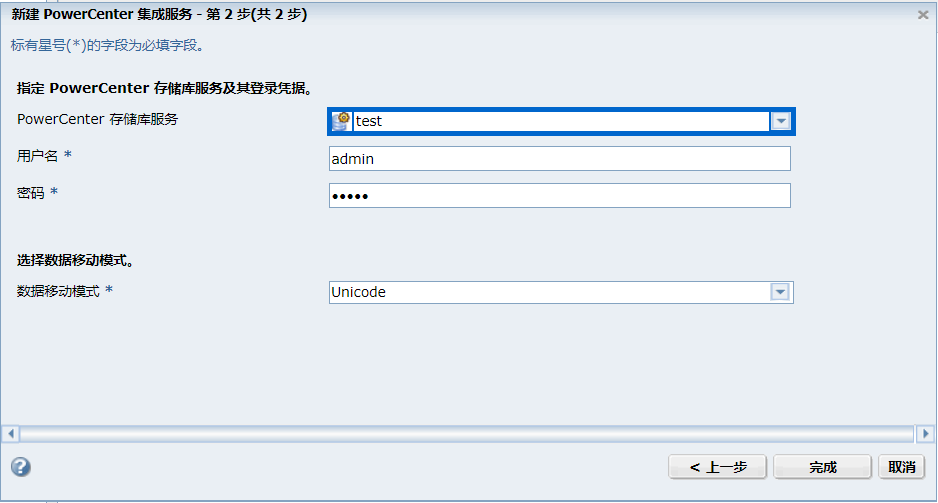 新建 PowerCenter 集成服务 - 第 2 步(共 2 步)
标有星号(*)的字段为必填字段。
指定 PowerCenter 存储库服务及其登录凭据。
PowerCenter 存储库服务 test
用户名 * admin
密码 * •••••
选择数据移动模式。
数据移动模式 * Unicode
< 上一步 完成 取消